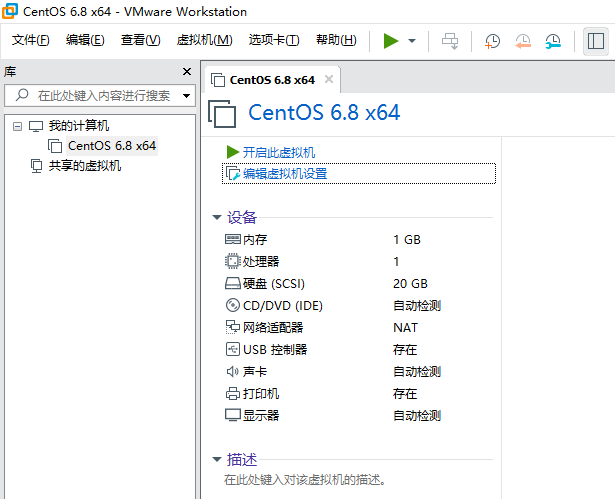 CentOS 6.8 x64 - VMware Workstation
文件(F) 编辑(E) 查看(V) 虚拟机(M) 选项卡(T) 帮助(H)
库
在此处键入内容进行搜索
我的计算机
CentOS 6.8 x64
共享的虚拟机
CentOS 6.8 x64
CentOS 6.8 x64
开启此虚拟机
编辑虚拟机设置
设备
内存 1 GB
处理器 1
硬盘 (SCSI) 20 GB
CD/DVD (IDE) 自动检测
网络适配器 NAT
USB 控制器 存在
声卡 自动检测
打印机 存在
显示器 自动检测
描述
在此处键入对该虚拟机的描述。